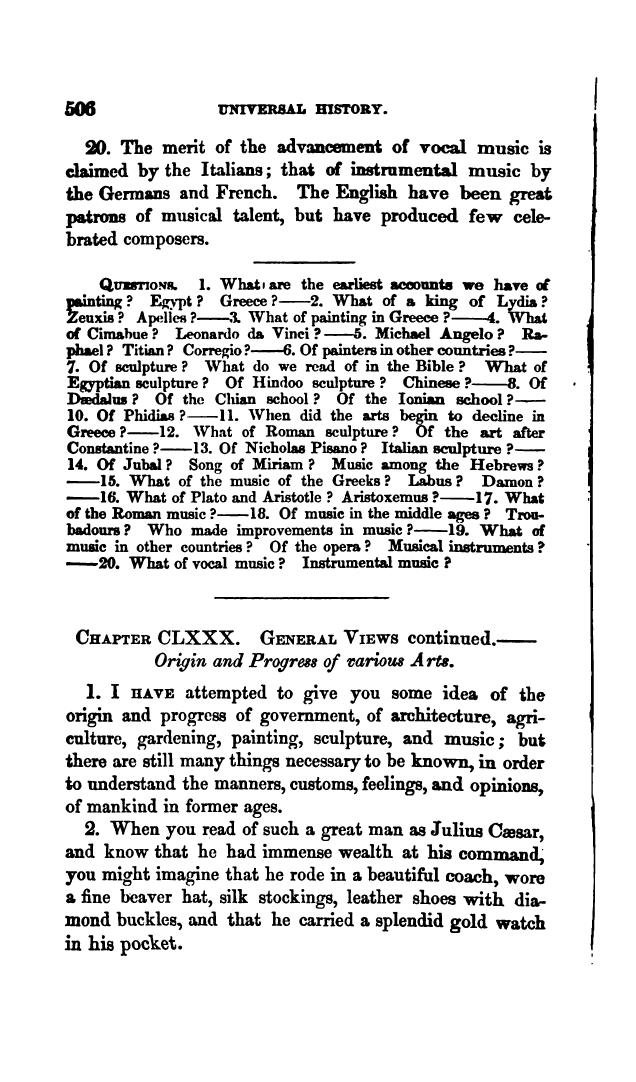 506 UNIVERSAL HISTORY.
20. The merit of the advancement of vocal music is
claimed by the Italians; that of instrumental music by
the Germans and French. The English have been great
patrons of musical talent, but have produced few cele-
brated composers.
QUESTIONS. 1. What are the earliest accounts we have of
painting? Egypt? Greece?——2. What of a king of Lydia?
Zeuxis? Apelles?——3. What of painting in Greece?——4. What
of Cimabue? Leonardo da Vinci?——5. Michael Angelo? Ra-
phael? Titian? Corregio?——6. Of painters in other countries?——
7. Of sculpture? What do we read of in the Bible? What of
Egyptian sculpture? Of Hindoo sculpture? Chinese?——8. Of
Dædalus? Of the Chian school? Of the Ionian school?——
10. Of Phidias?——11. When did the arts begin to decline in
Greece?——12. What of Roman sculpture? Of the art after
Constantine?——13. Of Nicholas Pisano? Italian sculpture?——
14. Of Jubal? Song of Miriam? Music among the Hebrews?
——15. What of the music of the Greeks? Labus? Damon?
——16. What of Plato and Aristotle? Aristoxemus?——17. What
of the Roman music?——18. Of music in the middle ages? Trou-
badours? Who made improvements in music?——19. What of
music in other countries? Of the opera? Musical instruments?
——20. What of vocal music? Instrumental music?
CHAPTER CLXXX. GENERAL VIEWS continued.——
Origin and Progress of various Arts.
1. I HAVE attempted to give you some idea of the
origin and progress of government, of architecture, agri-
culture, gardening, painting, sculpture, and music; but
there are still many things necessary to be known, in order
to understand the manners, customs, feelings, and opinions,
of mankind in former ages.
2. When you read of such a great man as Julius Cæsar,
and know that he had immense wealth at his command,
you might imagine that he rode in a beautiful coach, wore
a fine beaver hat, silk stockings, leather shoes with dia-
mond buckles, and that he carried a splendid gold watch
in his pocket.